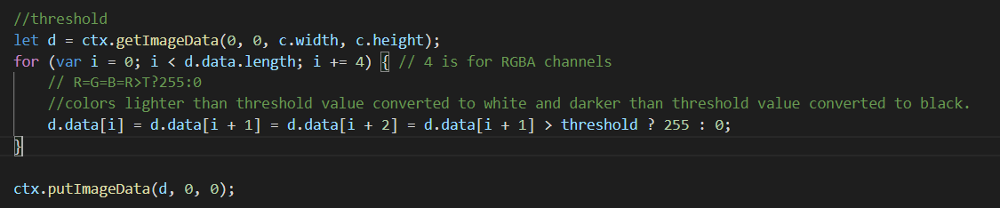 //threshold
let d = ctx.getImageData(0, 0, c.width, c.height);
for (var i = 0; i < d.data.length; i += 4) { // 4 is for RGBA channels
// R=G=B=R>T?255:0
//colors lighter than threshold value converted to white and darker than threshold value converted to black.
d.data[i] = d.data[i + 1] = d.data[i + 2] = d.data[i + 1] > threshold ? 255 : 0;
}
ctx.putImageData(d, 0, 0);